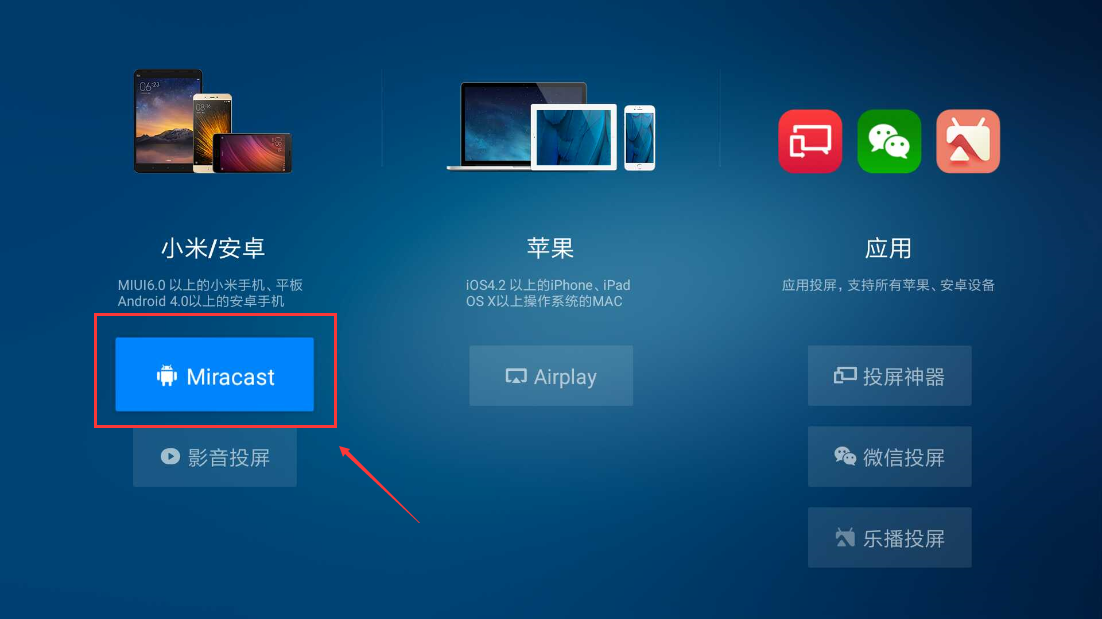 小米/安卓
MIUI6.0 以上的小米手机、平板
Android 4.0以上的安卓手机
Miracast
影音投屏
苹果
iOS4.2 以上的iPhone、iPad
OS X以上操作系统的MAC
Airplay
应用
应用投屏，支持所有苹果、安卓设备
投屏神器
微信投屏
乐播投屏